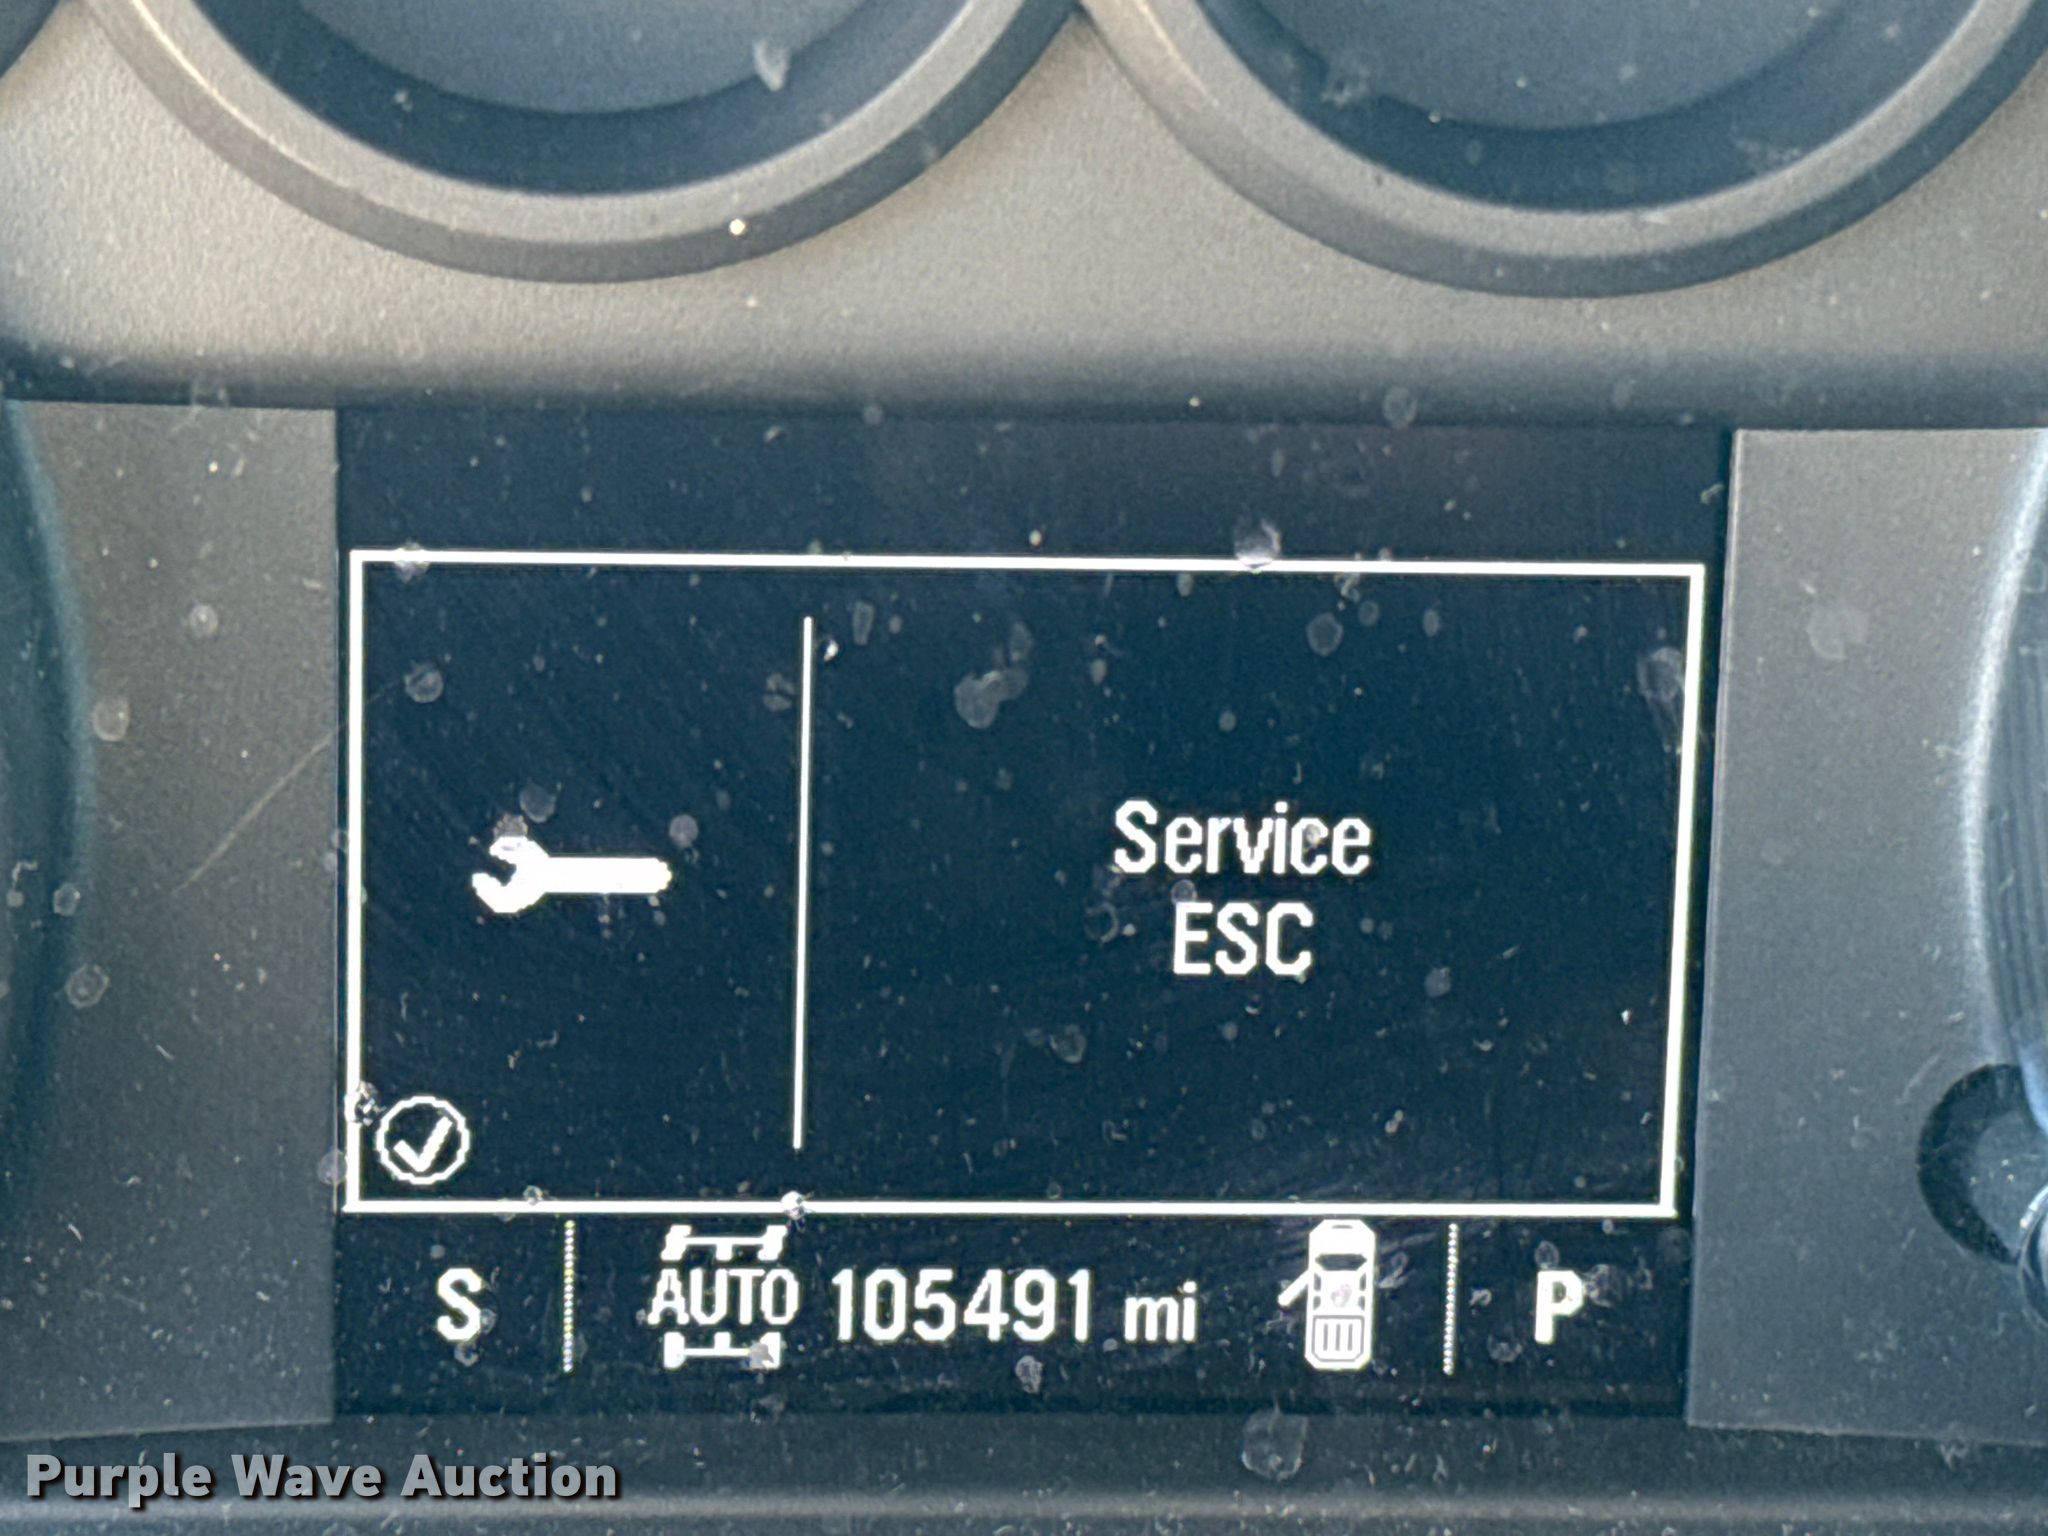 Service
ESC
S AUTO 105491 mi P
Purple Wave Auction